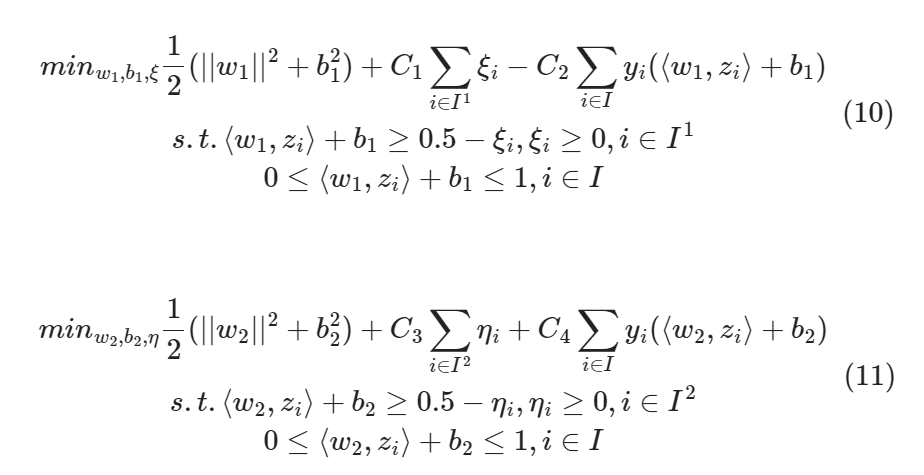 $min_{w_1,b_1,\xi} \frac{1}{2}(||w_1||^2 + b_1^2) + C_1 \sum_{i \in I^1} \xi_i - C_2 \sum_{i \in I} y_i(\langle w_1, z_i \rangle + b_1)$
$s.t. \langle w_1, z_i \rangle + b_1 \geq 0.5 - \xi_i, \xi_i \geq 0, i \in I^1$ (10)
$0 \leq \langle w_1, z_i \rangle + b_1 \leq 1, i \in I$
$min_{w_2,b_2,\eta} \frac{1}{2}(||w_2||^2 + b_2^2) + C_3 \sum_{i \in I^2} \eta_i + C_4 \sum_{i \in I} y_i(\langle w_2, z_i \rangle + b_2)$
$s.t. \langle w_2, z_i \rangle + b_2 \geq 0.5 - \eta_i, \eta_i \geq 0, i \in I^2$ (11)
$0 \leq \langle w_2, z_i \rangle + b_2 \leq 1, i \in I$